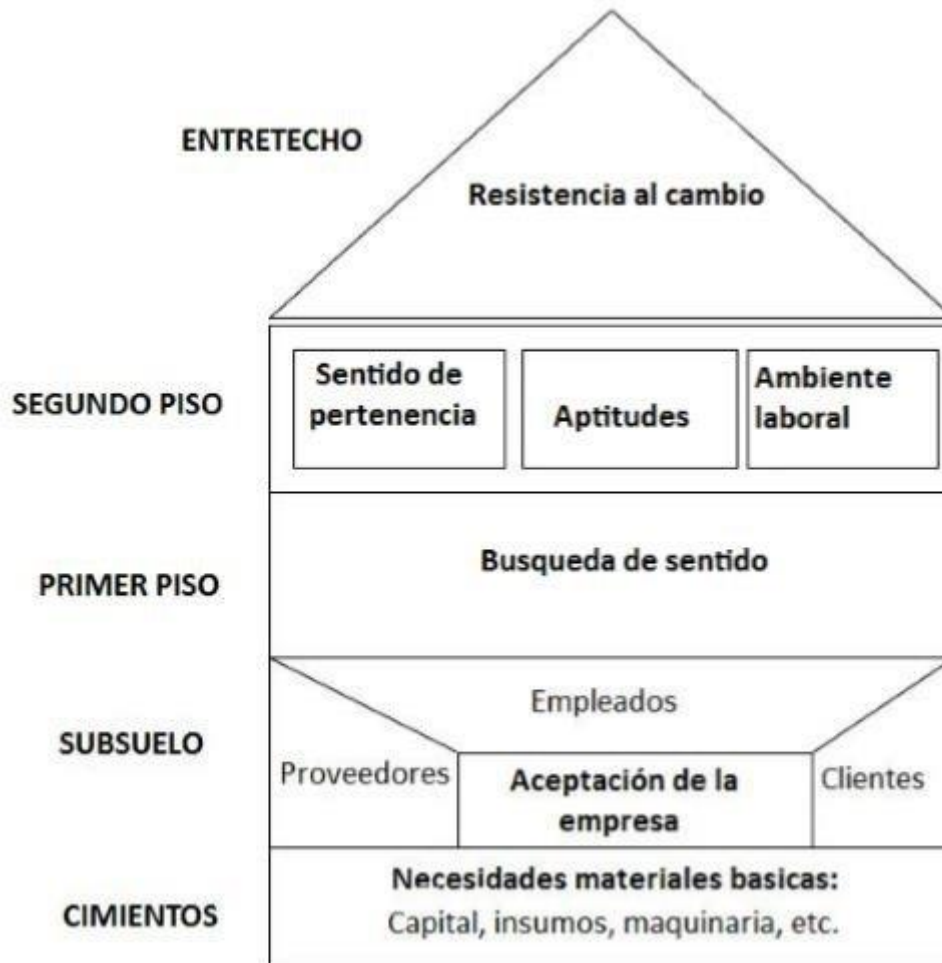 ENTRETECHO
Resistencia al cambio
SEGUNDO PISO
Sentido de
pertenencia
Aptitudes
Ambiente
laboral
PRIMER PISO
Busqueda de sentido
SUBSUELO
Empleados
Proveedores
Aceptación de la
empresa
Clientes
CIMIENTOS
Necesidades materiales basicas:
Capital, insumos, maquinaria, etc.